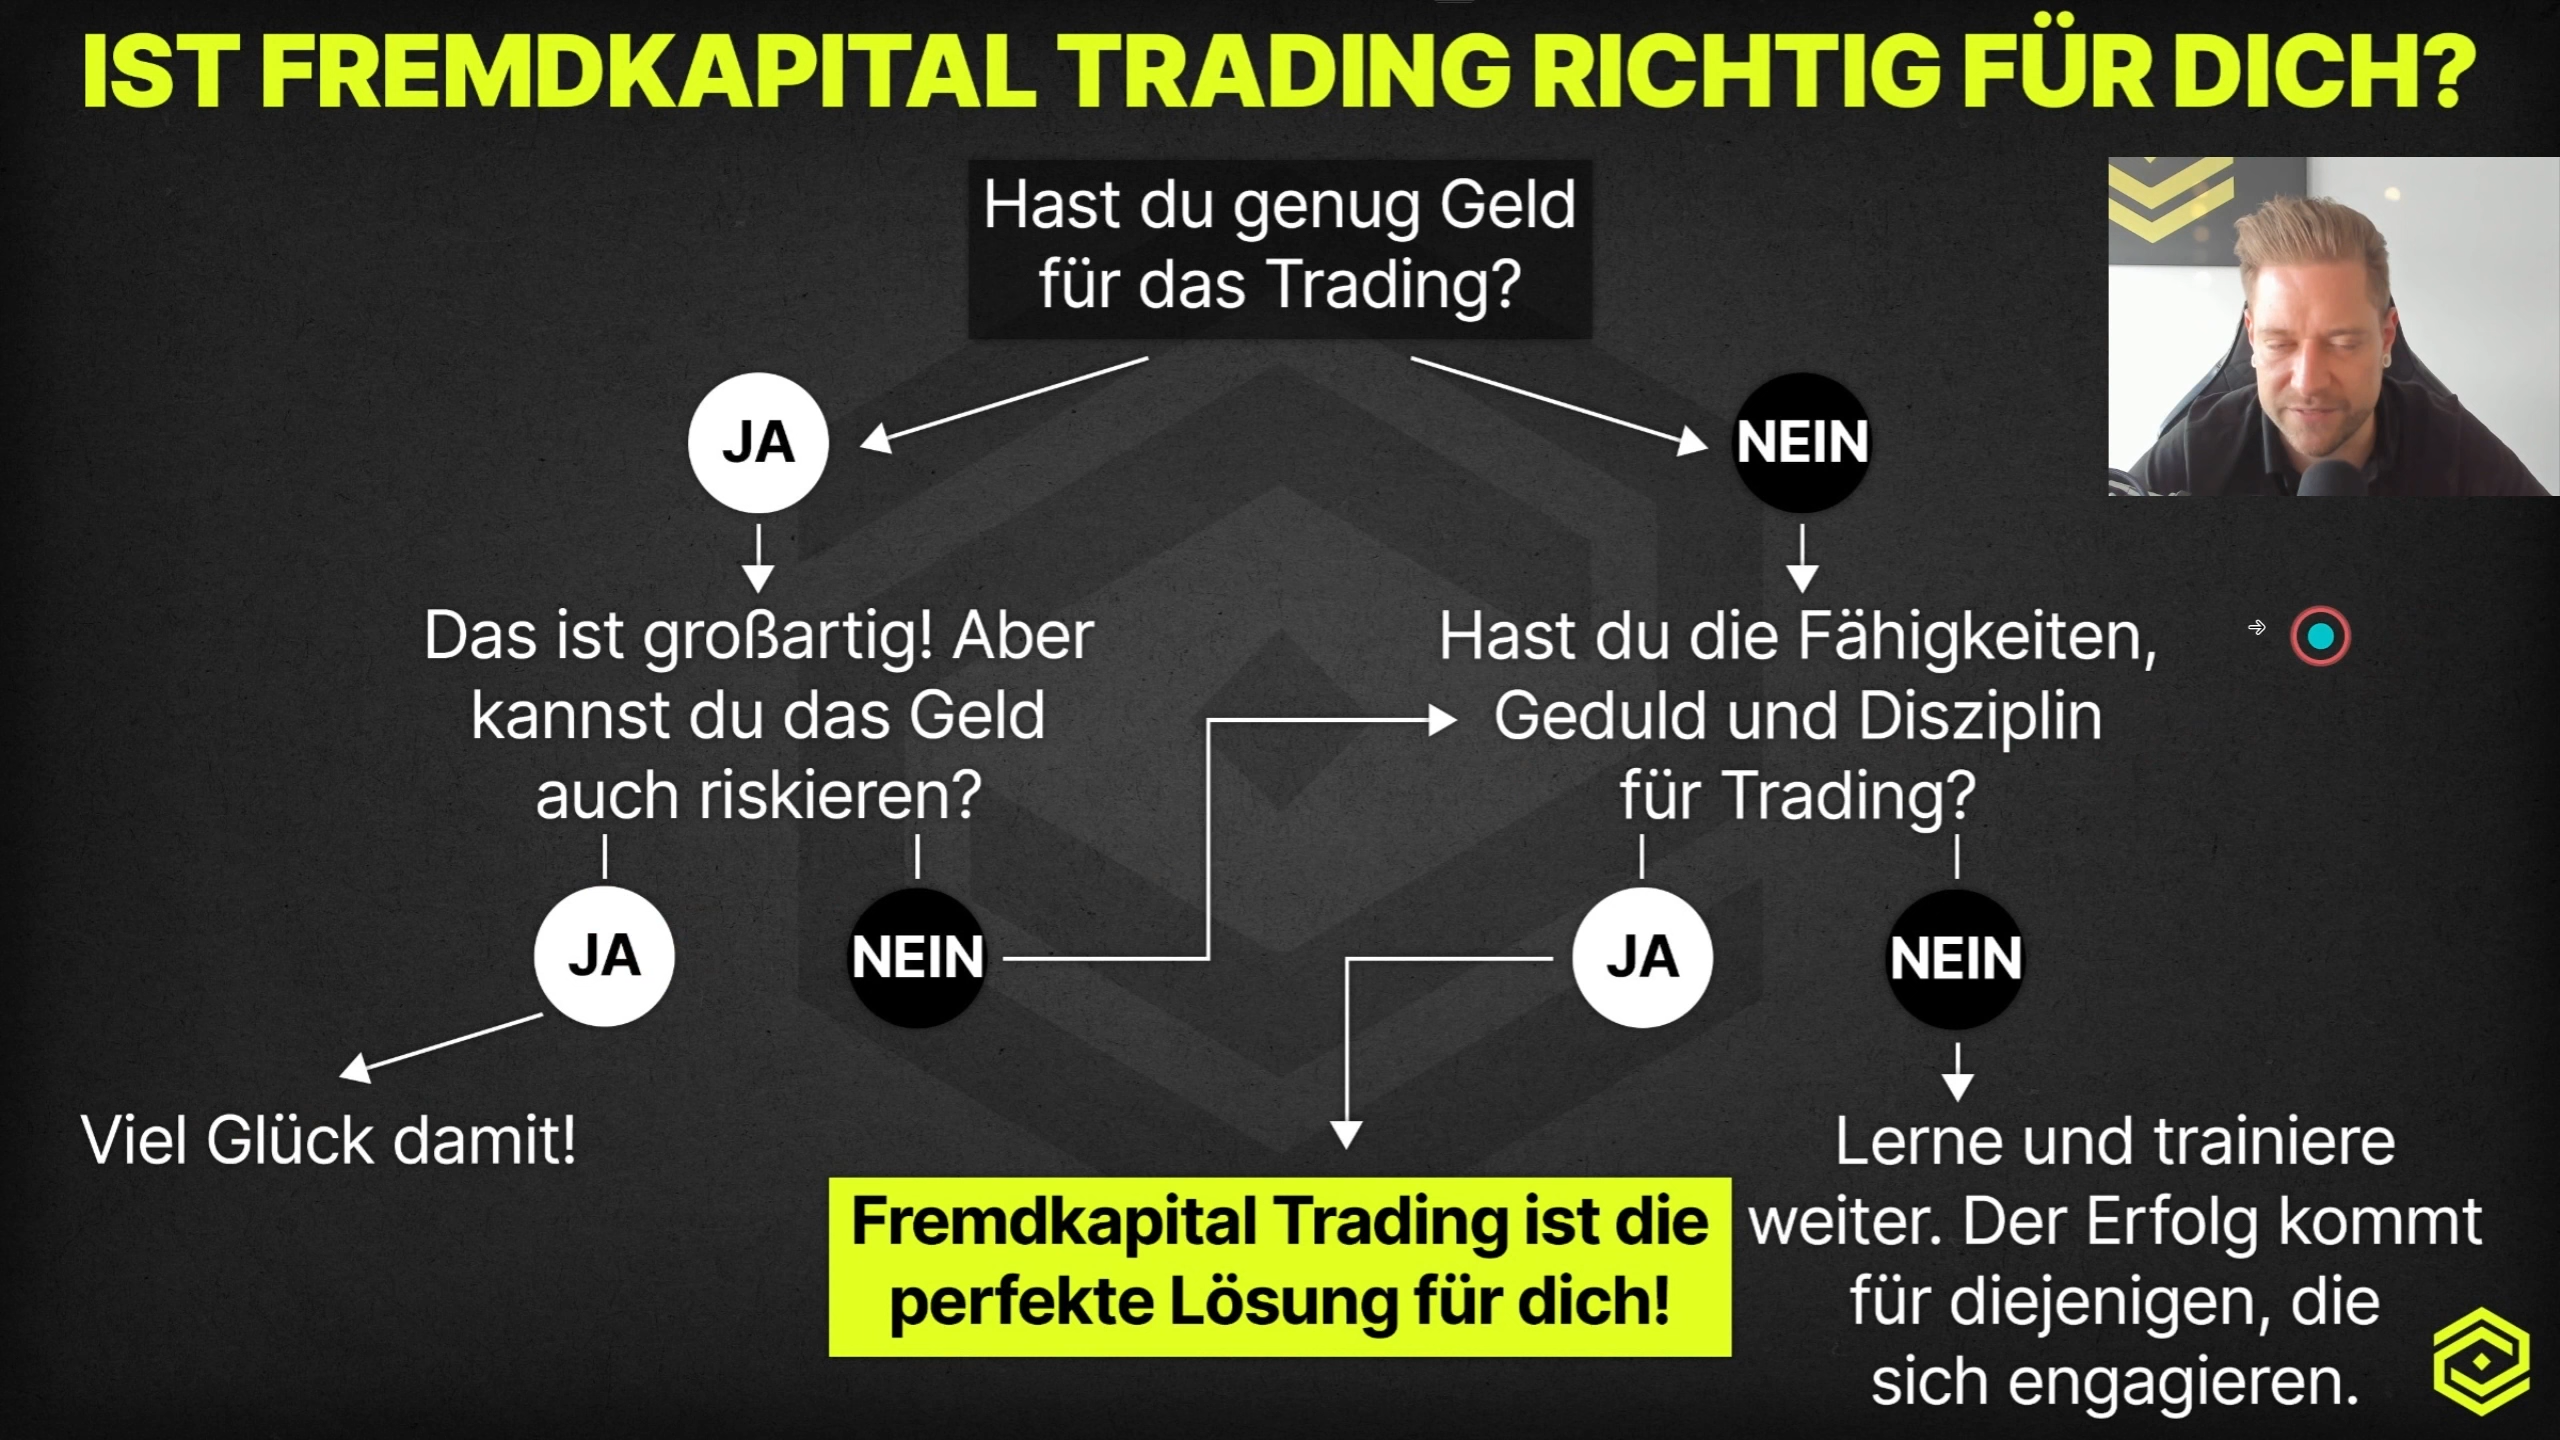 IST FREMDKAPITAL TRADING RICHTIG FÜR DICH?
Hast du genug Geld
für das Trading?
JA
NEIN
Das ist großartig! Aber
kannst du das Geld
auch riskieren?
Hast du die Fähigkeiten,
Geduld und Disziplin
für Trading?
JA
NEIN
JA
NEIN
Viel Glück damit!
Fremdkapital Trading ist die
perfekte Lösung für dich!
Lerne und trainiere
weiter. Der Erfolg kommt
für diejenigen, die
sich engagieren.